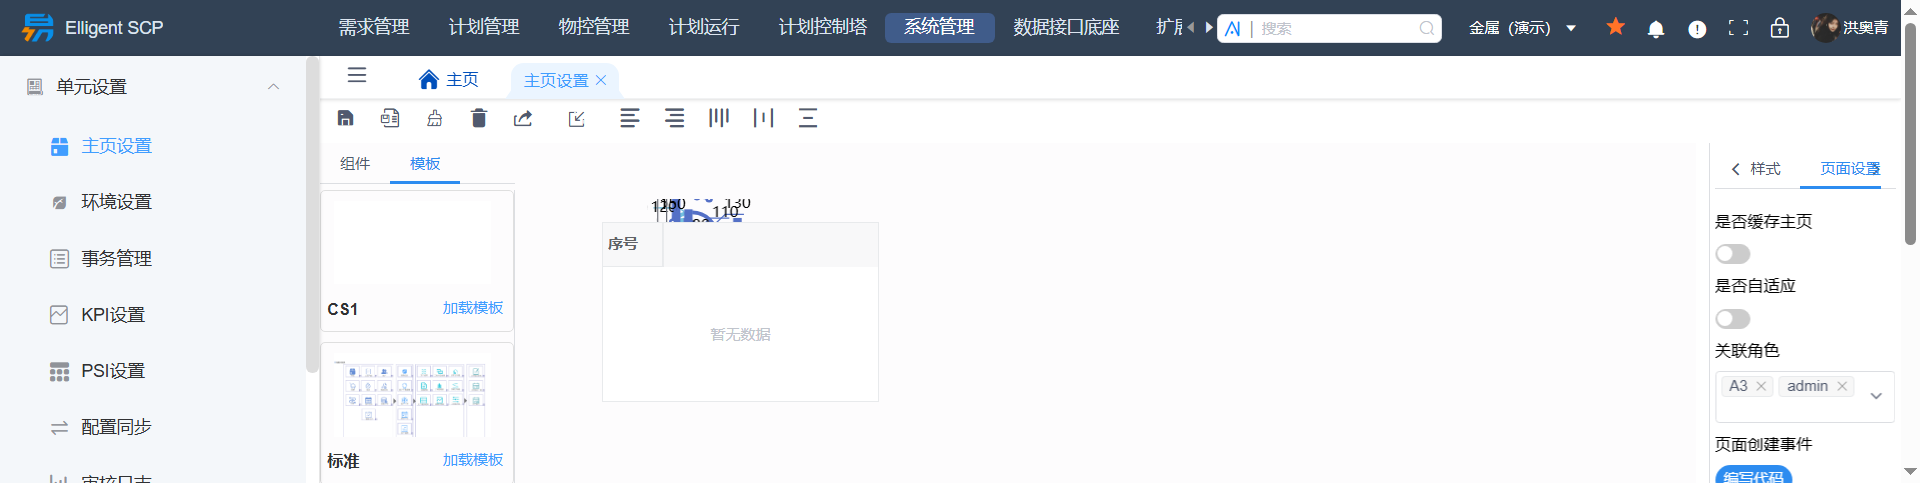 Elligent SCP
需求管理
计划管理
物控管理
计划运行
计划控制塔
系统管理
数据接口底座
AI
搜索
金属（演示）
洪奥青
单元设置
主页设置
环境设置
事务管理
KPI设置
PSI设置
配置同步
主页
主页设置
组件
模板
CS1
加载模板
标准
加载模板
130
110
序号
暂无数据
样式
页面设置
是否缓存主页
是否自适应
关联角色
A3
admin
页面创建事件
编写代码